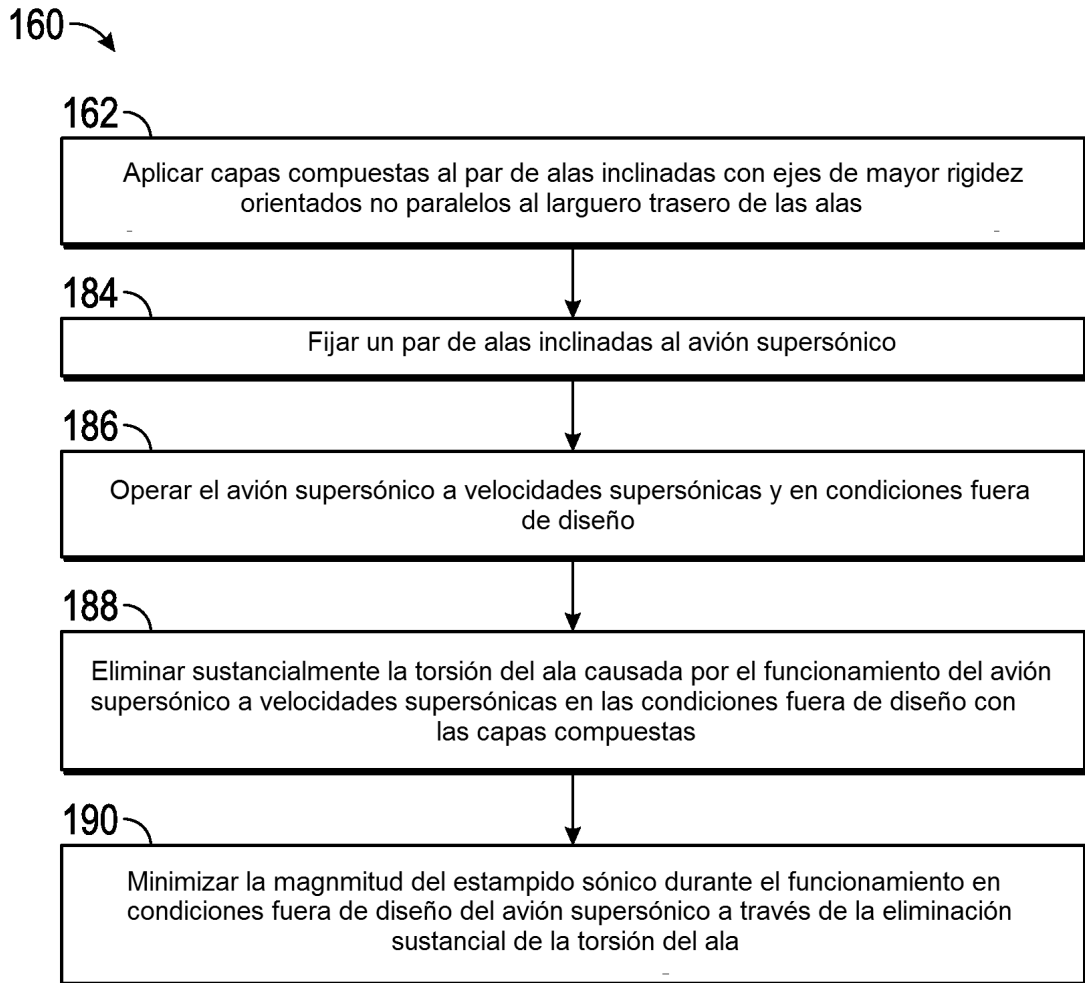 160
162
Aplicar capas compuestas al par de alas inclinadas con ejes de mayor rigidez
orientados no paralelos al larguero trasero de las alas
184
Fijar un par de alas inclinadas al avión supersónico
186
Operar el avión supersónico a velocidades supersónicas y en condiciones fuera
de diseño
188
Eliminar sustancialmente la torsión del ala causada por el funcionamiento del avión
supersónico a velocidades supersónicas en las condiciones fuera de diseño con
las capas compuestas
190
Minimizar la magnmitud del estampido sónico durante el funcionamiento en
condiciones fuera de diseño del avión supersónico a través de la eliminación
sustancial de la torsión del ala